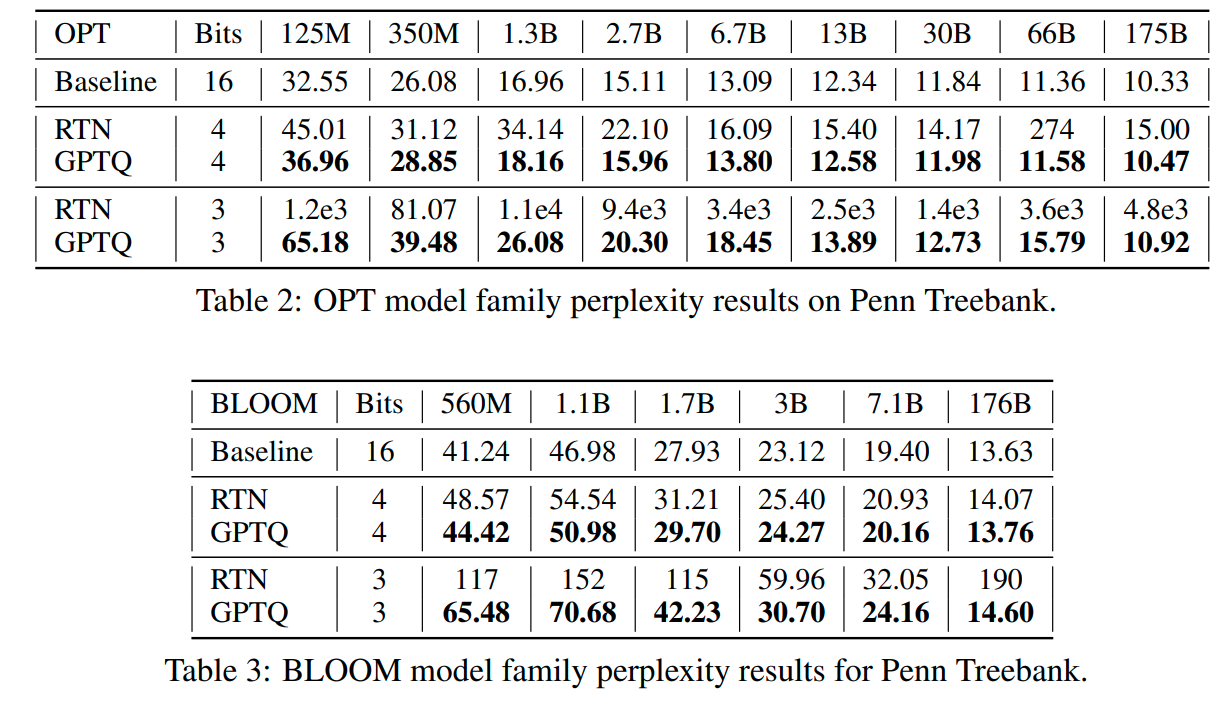 OPT Bits 125M 350M 1.3B 2.7B 6.7B 13B 30B 66B 175B
Baseline 16 32.55 26.08 16.96 15.11 13.09 12.34 11.84 11.36 10.33
RTN 4 45.01 31.12 34.14 22.10 16.09 15.40 14.17 274 15.00
GPTQ 4 36.96 28.85 18.16 15.96 13.80 12.58 11.98 11.58 10.47
RTN 3 1.2e3 81.07 1.1e4 9.4e3 3.4e3 2.5e3 1.4e3 3.6e3 4.8e3
GPTQ 3 65.18 39.48 26.08 20.30 18.45 13.89 12.73 15.79 10.92
Table 2: OPT model family perplexity results on Penn Treebank.
BLOOM Bits 560M 1.1B 1.7B 3B 7.1B 176B
Baseline 16 41.24 46.98 27.93 23.12 19.40 13.63
RTN 4 48.57 54.54 31.21 25.40 20.93 14.07
GPTQ 4 44.42 50.98 29.70 24.27 20.16 13.76
RTN 3 117 152 115 59.96 32.05 190
GPTQ 3 65.48 70.68 42.23 30.70 24.16 14.60
Table 3: BLOOM model family perplexity results for Penn Treebank.